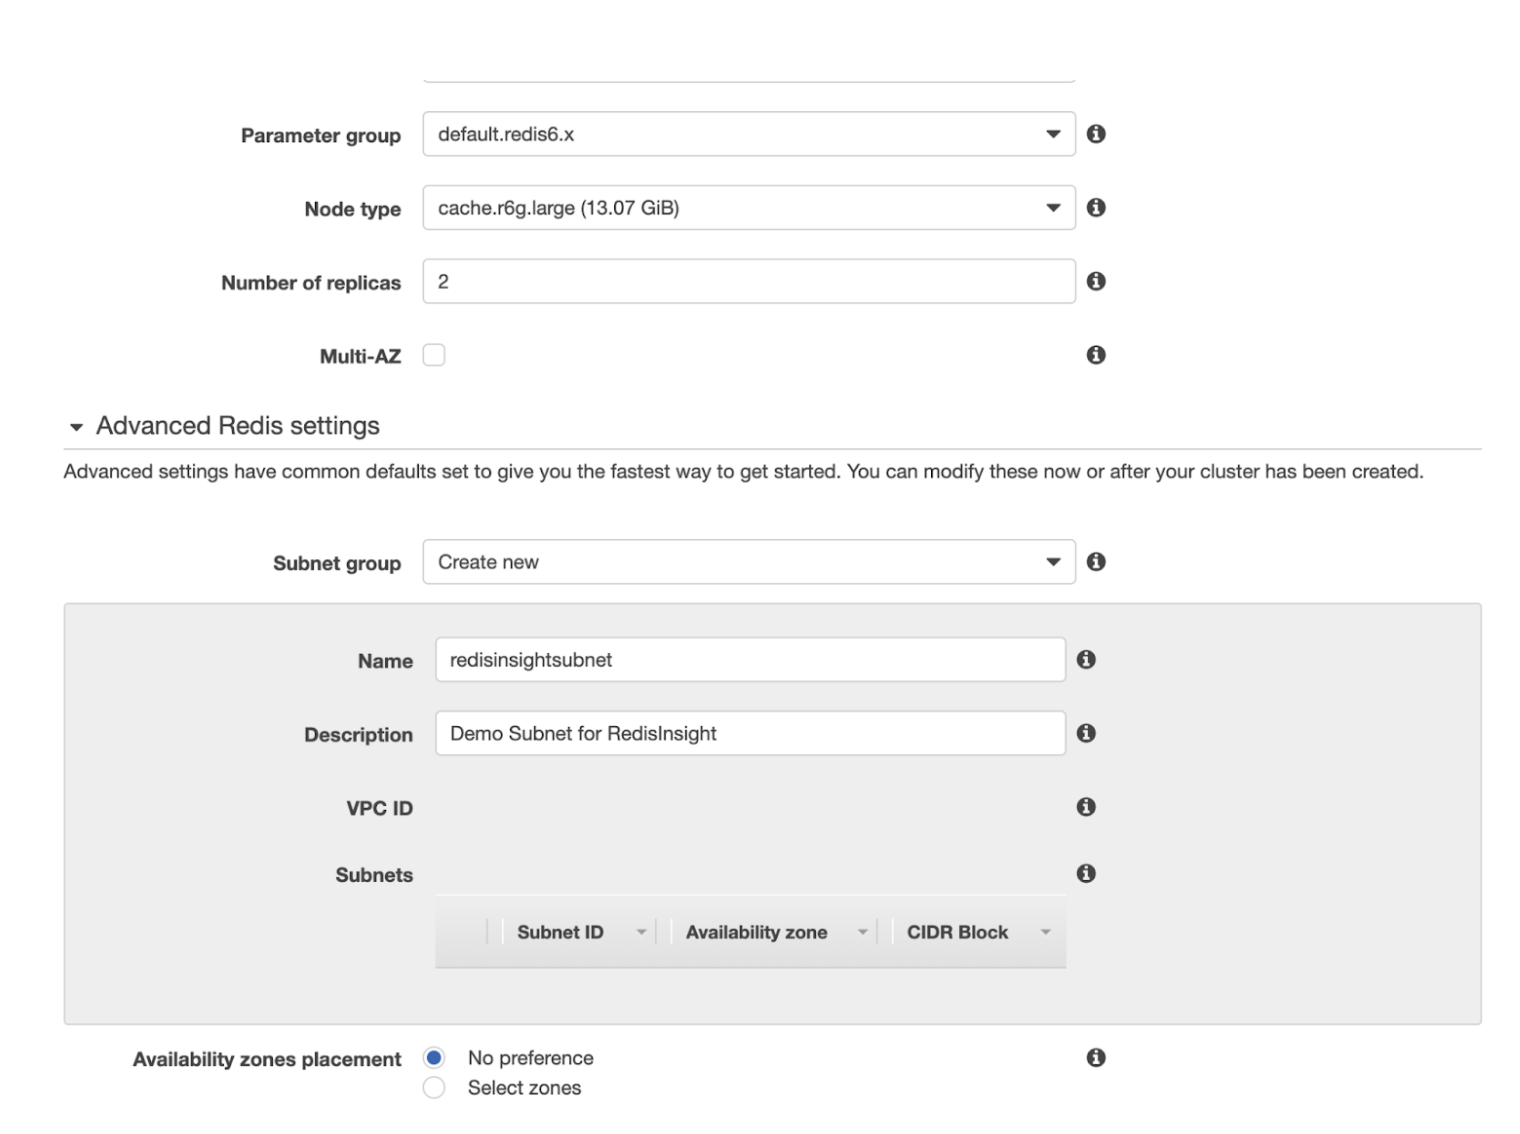 Parameter group default.redis6.x
Node type cache.r6g.large (13.07 GiB)
Number of replicas 2
Multi-AZ
Advanced Redis settings
Advanced settings have common defaults set to give you the fastest way to get started. You can modify these now or after your cluster has been created.
Subnet group Create new
Name redisinsightsubnet
Description Demo Subnet for RedisInsight
VPC ID
Subnets
Subnet ID Availability zone CIDR Block
Availability zones placement No preference
Select zones